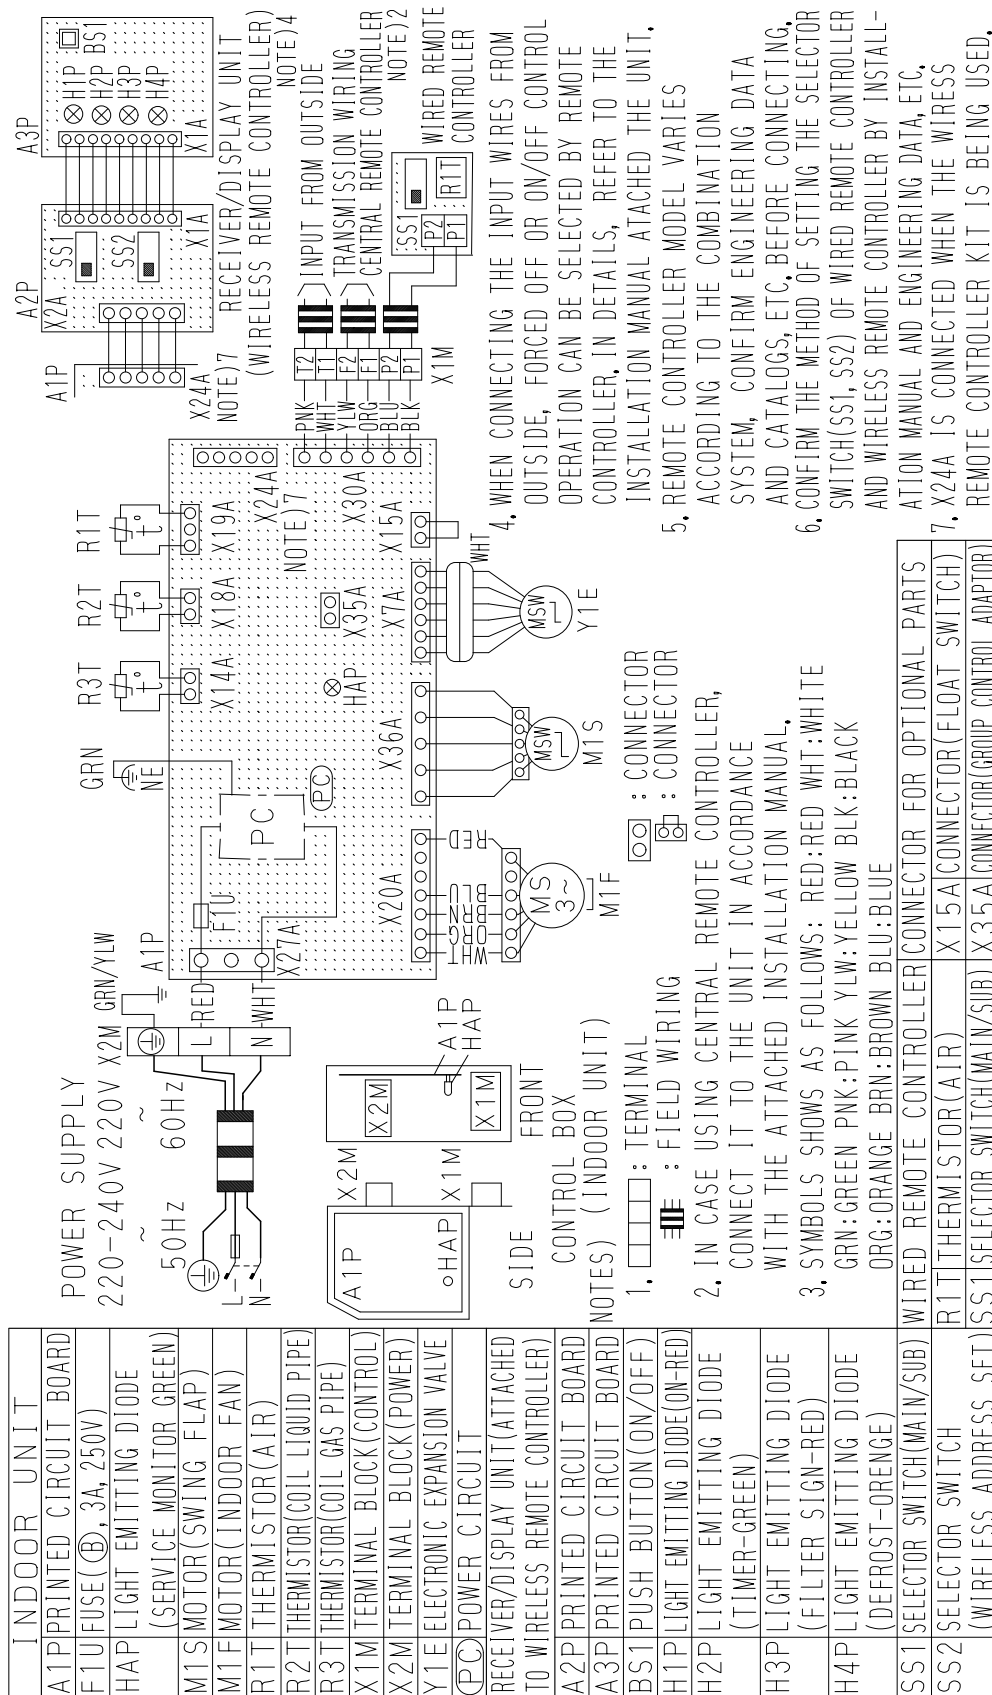 INDOOR UNIT
A1P PRINTED CIRCUIT BOARD
F1U FUSE(Ⓑ, 3A, 250V)
HAP LIGHT EMITTING DIODE
(SERVICE MONITOR GREEN)
M1S MOTOR(SWING FLAP)
M1F MOTOR(INDOOR FAN)
R1T THERMISTOR(AIR)
R2T THERMISTOR(COIL LIQUID PIPE)
R3T THERMISTOR(COIL GAS PIPE)
X1M TERMINAL BLOCK(CONTROL)
X2M TERMINAL BLOCK(POWER)
Y1E ELECTRONIC EXPANSION VALVE
PC POWER CIRCUIT
RECEIVER/DISPLAY UNIT(ATTACHED
TO WIRELESS REMOTE CONTROLLER)
A2P PRINTED CIRCUIT BOARD
A3P PRINTED CIRCUIT BOARD
BS1 PUSH BUTTON(ON/OFF)
H1P LIGHT EMITTING DIODE(ON-RED)
H2P LIGHT EMITTING DIODE
(TIMER-GREEN)
H3P LIGHT EMITTING DIODE
(FILTER SIGN-RED)
H4P LIGHT EMITTING DIODE
(DEFROST-ORENGE)
SS1 SELECTOR SWITCH(MAIN/SUB)
SS2 SELECTOR SWITCH
(WIRELESS ADDRESS SET)
WIRED REMOTE CONTROLLER
R1T THERMISTOR(AIR)
SS1 SELECTOR SWITCH(MAIN/SUB)
CONNECTOR FOR OPTIONAL PARTS
X15A CONNECTOR(FLOAT SWITCH)
X35A CONNECTOR(GROUP CONTROL ADAPTOR)
POWER SUPPLY
220-240V 220V
~ ~
50Hz 60Hz
L
N
X2M GRN/YLW
L RED
N WHT
A1P
X27A
F1U
PC
PC
GRN
NE
R3T
t°
X14A
R2T
t°
X18A
R1T
t°
X19A
HAP
X35A
X24A
NOTE)7
X30A
X20A
WHT
ORG
BRN
BLU
RED
MS
3~
M1F
X36A
MSW
M1S
X7A
WHT
MSW
Y1E
X15A
A1P
X24A
NOTE)7
A2P
X2A
SS1
SS2
X1A
A3P
X1A
H1P
H2P
H3P
H4P
BS1
RECEIVER/DISPLAY UNIT
(WIRELESS REMOTE CONTROLLER)
PNK T2
WHT T1
YLW F2
ORG F1
BLU P2
BLK P1
X1M
NOTE)4
INPUT FROM OUTSIDE
TRANSMISSION WIRING
CENTRAL REMOTE CONTROLLER
NOTE)2
WIRED REMOTE
CONTROLLER
SS1
P2
P1
R1T
A1P
HAP
X2M
X1M
SIDE
X2M
X1M
A1P
HAP
FRONT
CONTROL BOX
NOTES) (INDOOR UNIT)
1. : TERMINAL
: CONNECTOR
: FIELD WIRING
: CONNECTOR
2. IN CASE USING CENTRAL REMOTE CONTROLLER,
CONNECT IT TO THE UNIT IN ACCORDANCE
WITH THE ATTACHED INSTALLATION MANUAL.
3. SYMBOLS SHOWS AS FOLLOWS: RED:RED WHT:WHITE
GRN:GREEN PNK:PINK YLW:YELLOW BLK:BLACK
ORG:ORANGE BRN:BROWN BLU:BLUE
4. WHEN CONNECTING THE INPUT WIRES FROM
OUTSIDE, FORCED OFF OR ON/OFF CONTROL
OPERATION CAN BE SELECTED BY REMOTE
CONTROLLER. IN DETAILS, REFER TO THE
INSTALLATION MANUAL ATACHED THE UNIT.
5. REMOTE CONTROLLER MODEL VARIES
ACCORDING TO THE COMBINATION
SYSTEM, CONFIRM ENGINEERING DATA
AND CATALOGS, ETC. BEFORE CONNECTING.
6. CONFIRM THE METHOD OF SETTING THE SELECTOR
SWITCH(SS1, SS2) OF WIRED REMOTE CONTROLLER
AND WIRELESS REMOTE CONTROLLER BY INSTALL-
ATION MANUAL AND ENGINEERING DATA, ETC.
7. X24A IS CONNECTED WHEN THE WIRESS
REMOTE CONTROLLER KIT IS BEING USED.